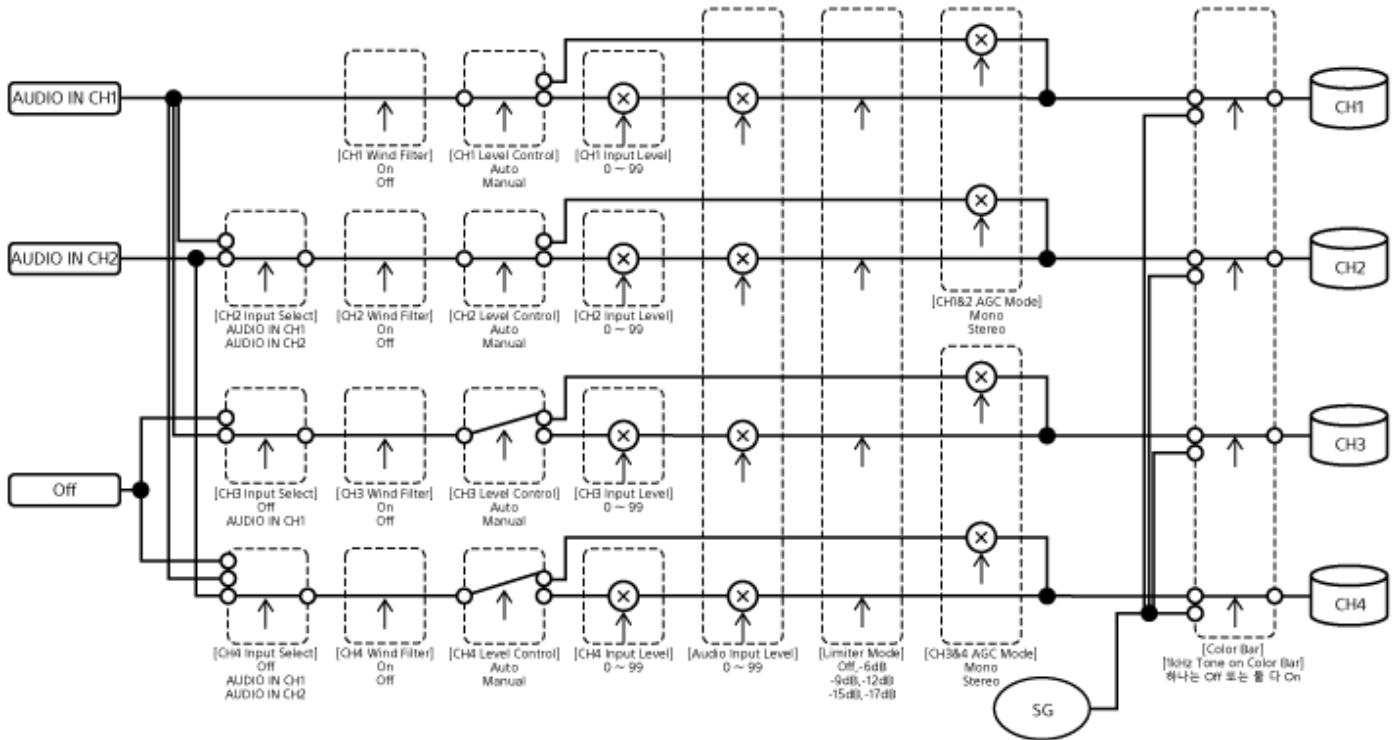 AUDIO IN CH1
CH1
[CH1 Wind Filter]
On
Off
[CH1 Level Control]
Auto
Manual
[CH1 Input Level]
0 ~ 99
AUDIO IN CH2
CH2
[CH2 Input Select]
AUDIO IN CH1
AUDIO IN CH2
[CH2 Wind Filter]
On
Off
[CH2 Level Control]
Auto
Manual
[CH2 Input Level]
0 ~ 99
[CH1&2 AGC Mode]
Mono
Stereo
CH3
Off
[CH3 Input Select]
Off
AUDIO IN CH1
[CH3 Wind Filter]
On
Off
[CH3 Level Control]
Auto
Manual
[CH3 Input Level]
0 ~ 99
CH4
[CH4 Input Select]
Off
AUDIO IN CH1
AUDIO IN CH2
[CH4 Wind Filter]
On
Off
[CH4 Level Control]
Auto
Manual
[CH4 Input Level]
0 ~ 99
[Audio Input Level]
0 ~ 99
[Limiter Mode]
Off,-6dB
-9dB,-12dB
-15dB,-17dB
[CH3&4 AGC Mode]
Mono
Stereo
[Color Bar]
[1kHz Tone on Color Bar]
하나는 Off 또는 둘 다 On
SG